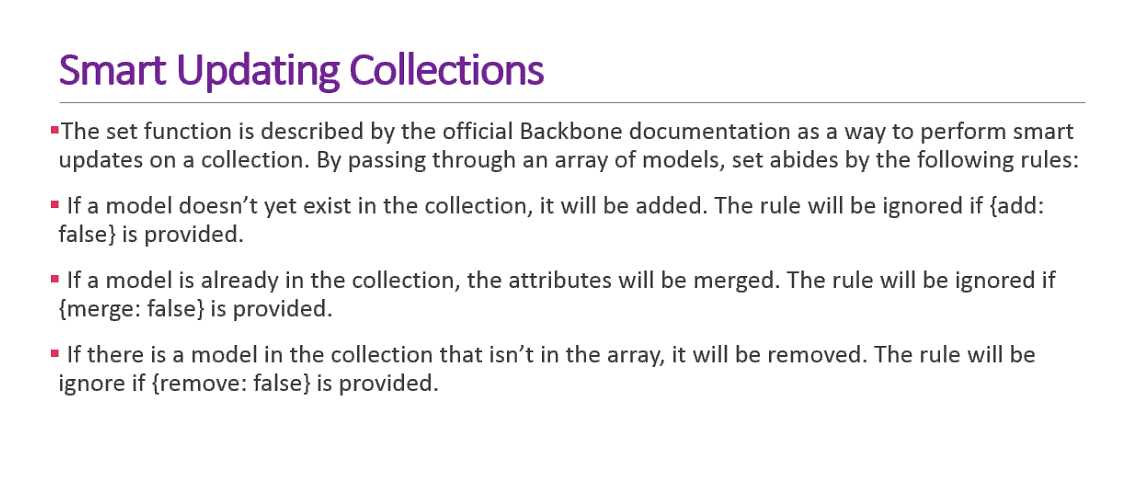 Smart Updating Collections
▪The set function is described by the official Backbone documentation as a way to perform smart
updates on a collection. By passing through an array of models, set abides by the following rules:
▪ If a model doesn’t yet exist in the collection, it will be added. The rule will be ignored if {add:
false} is provided.
▪ If a model is already in the collection, the attributes will be merged. The rule will be ignored if
{merge: false} is provided.
▪ If there is a model in the collection that isn’t in the array, it will be removed. The rule will be
ignore if {remove: false} is provided.